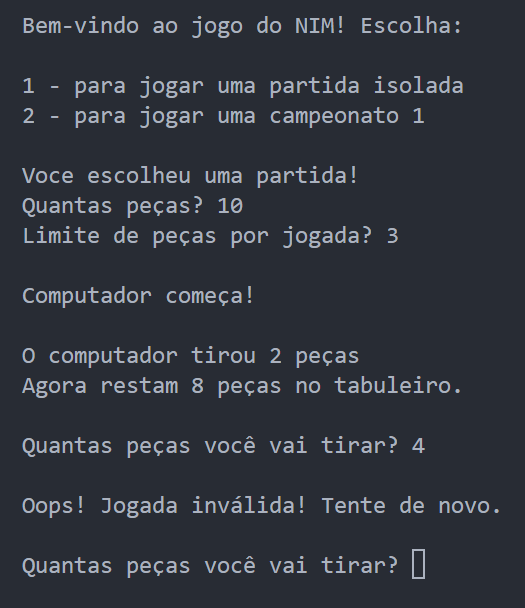 Bem-vindo ao jogo do NIM! Escolha:
1 - para jogar uma partida isolada
2 - para jogar uma campeonato 1
Voce escolheu uma partida!
Quantas peças? 10
Limite de peças por jogada? 3
Computador começa!
O computador tirou 2 peças
Agora restam 8 peças no tabuleiro.
Quantas peças você vai tirar? 4
Oops! Jogada inválida! Tente de novo.
Quantas peças você vai tirar?